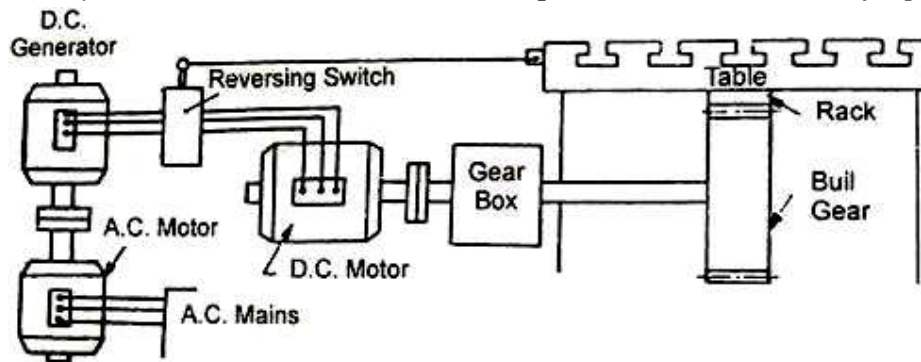 D.C.
Generator
Reversing Switch
Table
Rack
Gear
Box
Buil
Gear
A.C. Motor
D.C. Motor
A.C. Mains